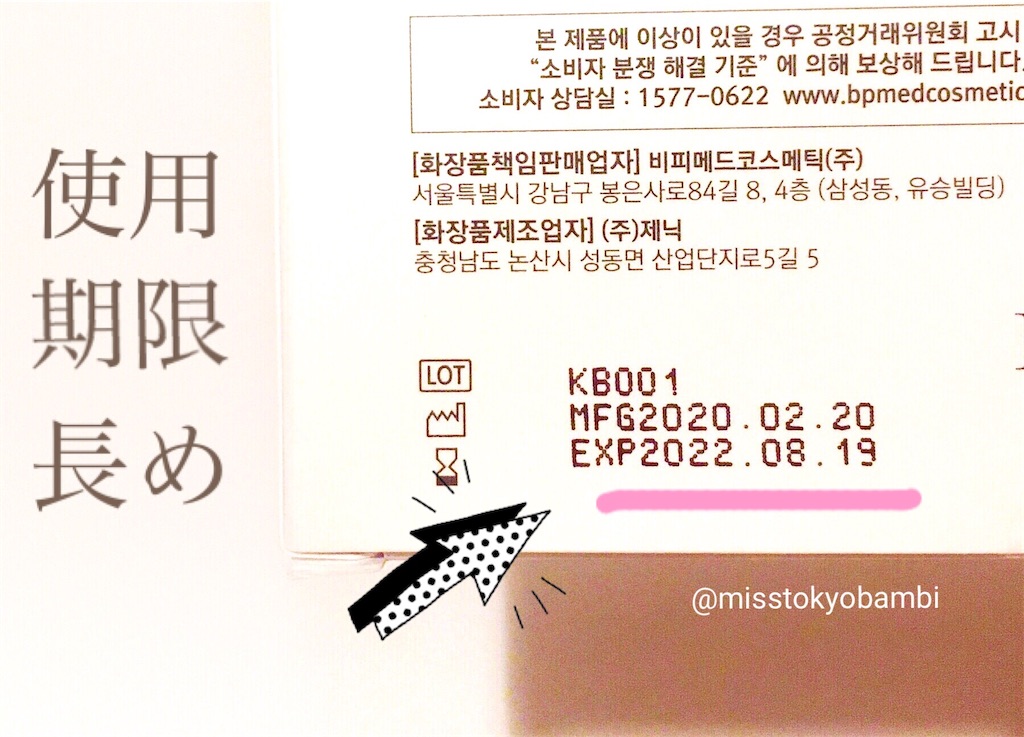 使用
期限
長め
본 제품에 이상이 있을 경우 공정거래위원회 고시
“소비자 분쟁 해결 기준” 에 의해 보상해 드립니다.
소비자 상담실 : 1577-0622 www.bpmedcosmetic
[화장품책임판매업자] 비피메드코스메틱(주)
서울특별시 강남구 봉은사로84길 8, 4층 (삼성동, 유승빌딩)
[화장품제조업자] (주)제닉
충청남도 논산시 성동면 산업단지로5길 5
LOT KB001
MFG2020.02.20
EXP2022.08.19
@misstokyobambi